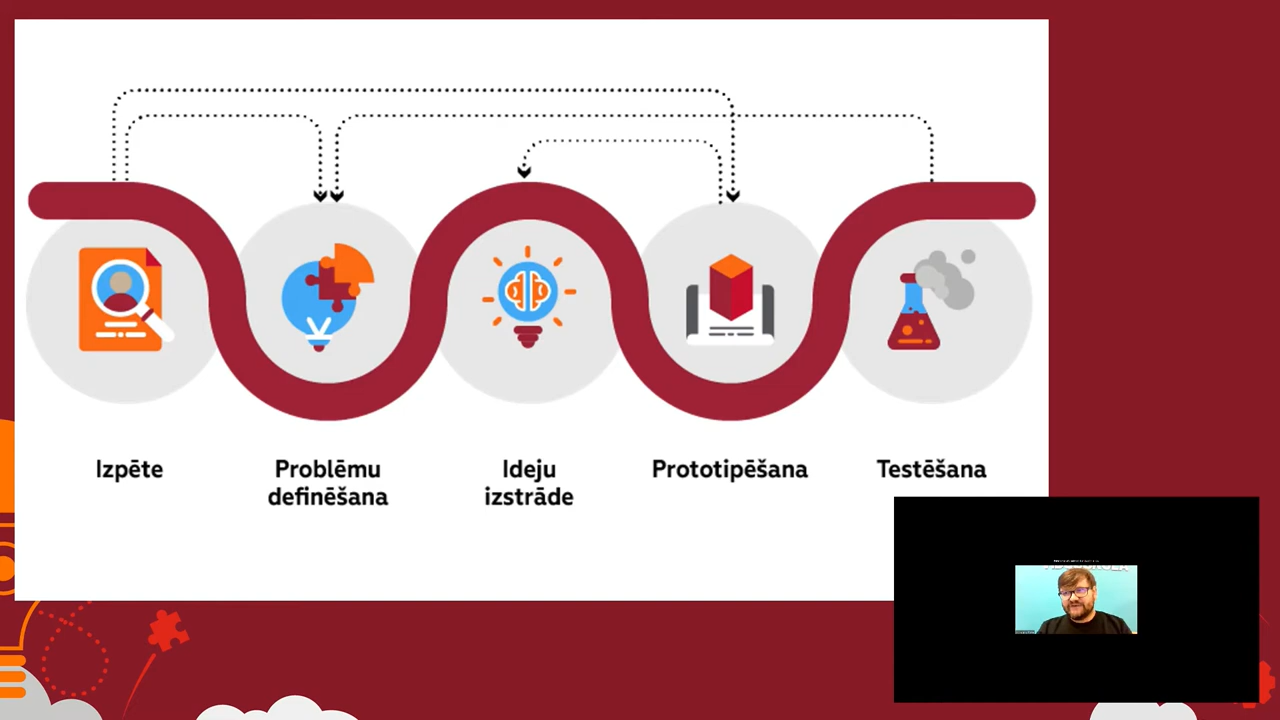 Izpēte
Problēmu
definēšana
Ideju
izstrāde
Prototipēšana
Testēšana